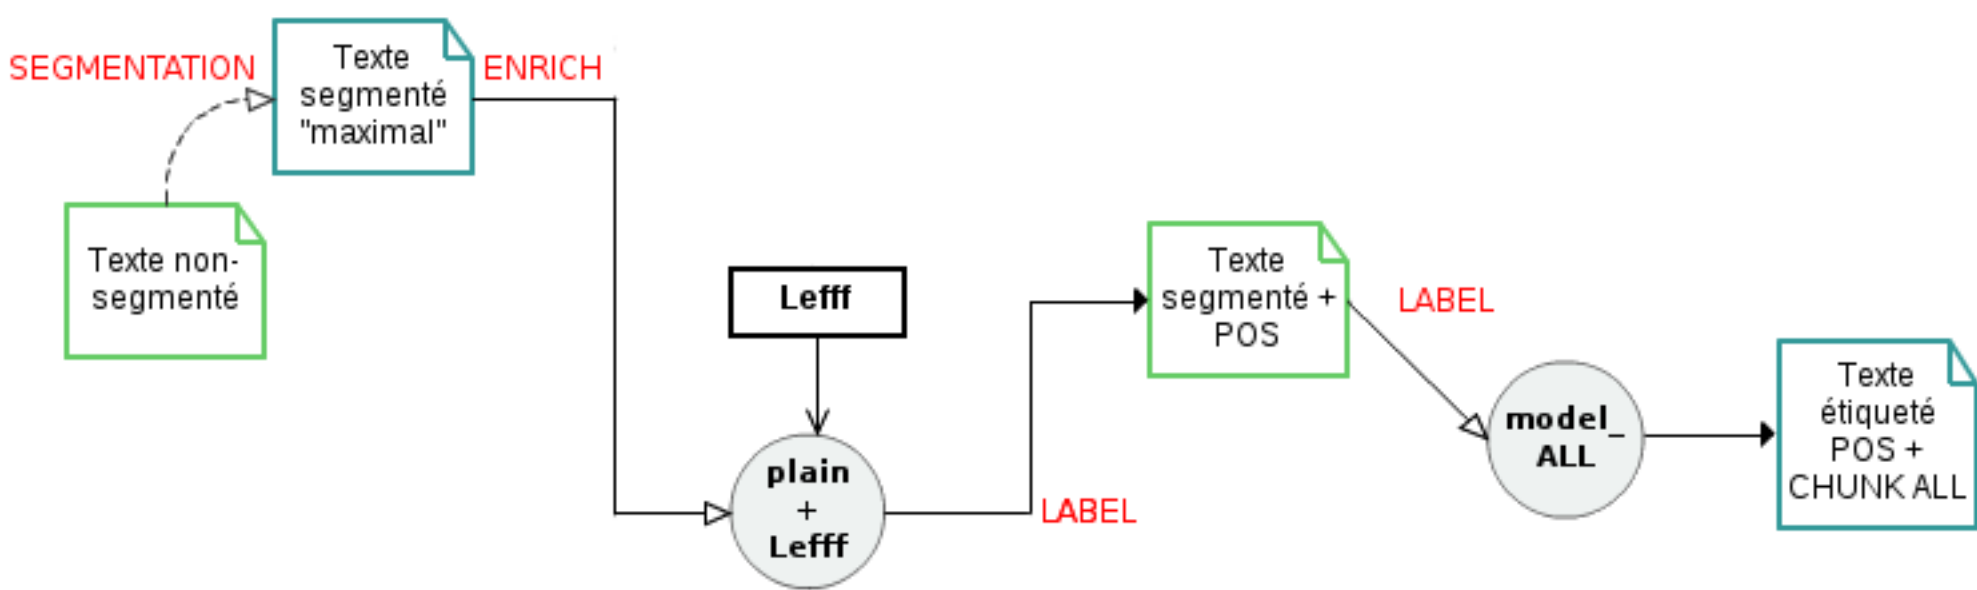 SEGMENTATION
Texte
segmenté
"maximal"
ENRICH
Texte non-
segmenté
Lefff
plain
+
Lefff
LABEL
Texte
segmenté +
POS
LABEL
model_
ALL
Texte
étiqueté
POS +
CHUNK ALL